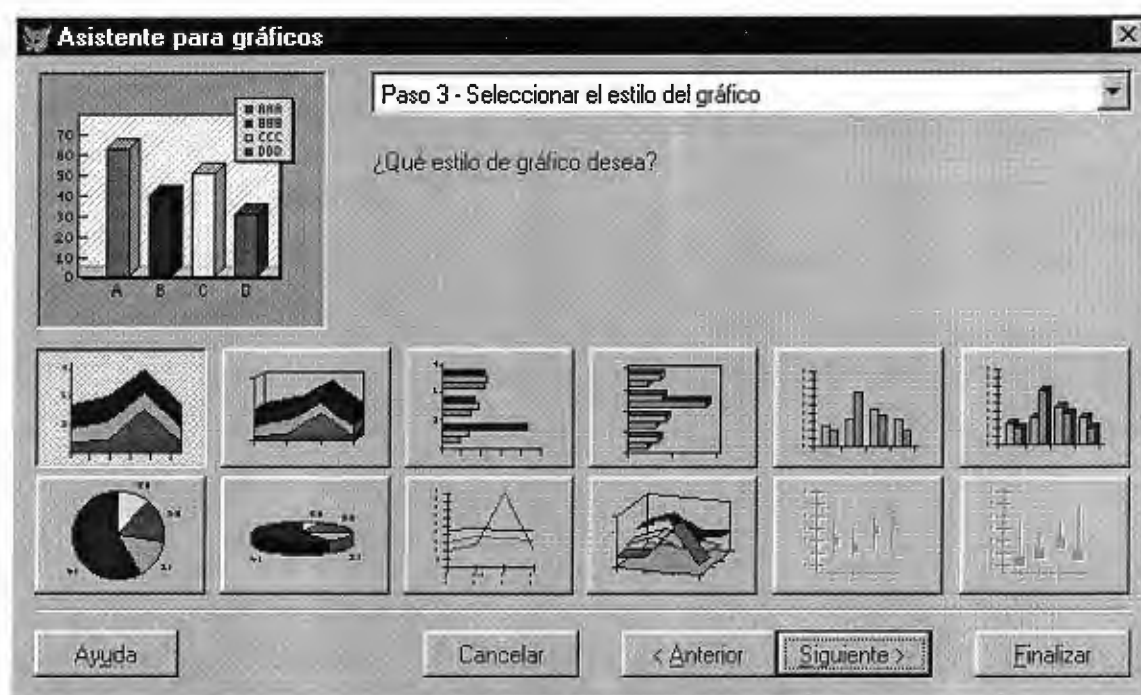 Asistente para gráficos
Paso 3 - Seleccionar el estilo del gráfico
¿Qué estilo de gráfico desea?
AAA
BBB
CCC
DDD
70
60
50
40
30
20
10
0
A B C D
Ayuda
Cancelar
< Anterior
Siguiente >
Finalizar